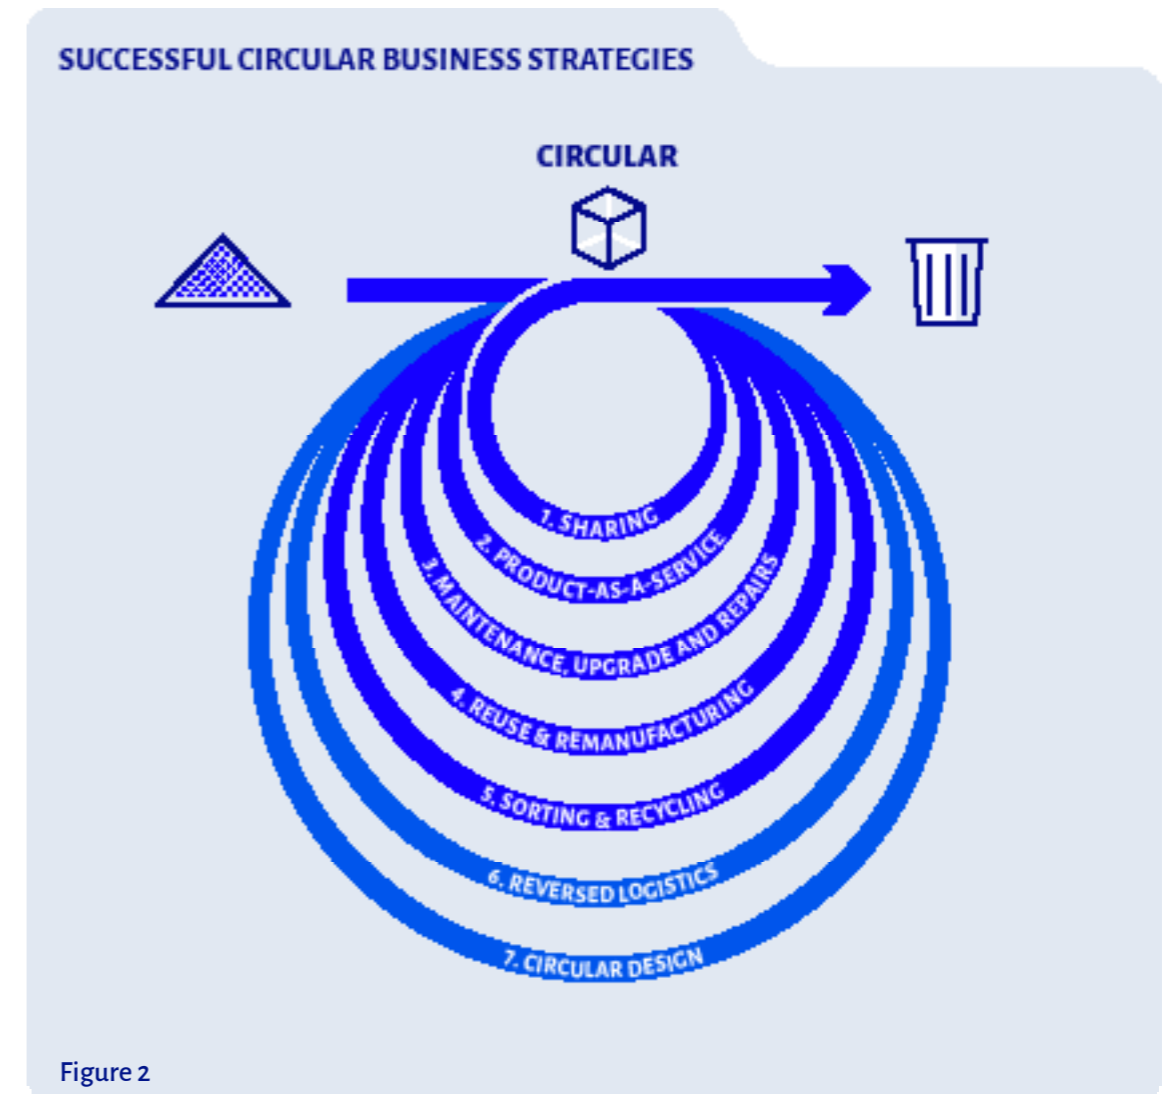 SUCCESSFUL CIRCULAR BUSINESS STRATEGIES
CIRCULAR
1. SHARING
2. PRODUCT-AS-A-SERVICE
3. MAINTENANCE, UPGRADE AND REPAIRS
4. REUSE & REMANUFACTURING
5. SORTING & RECYCLING
6. REVERSED LOGISTICS
7. CIRCULAR DESIGN
Figure 2